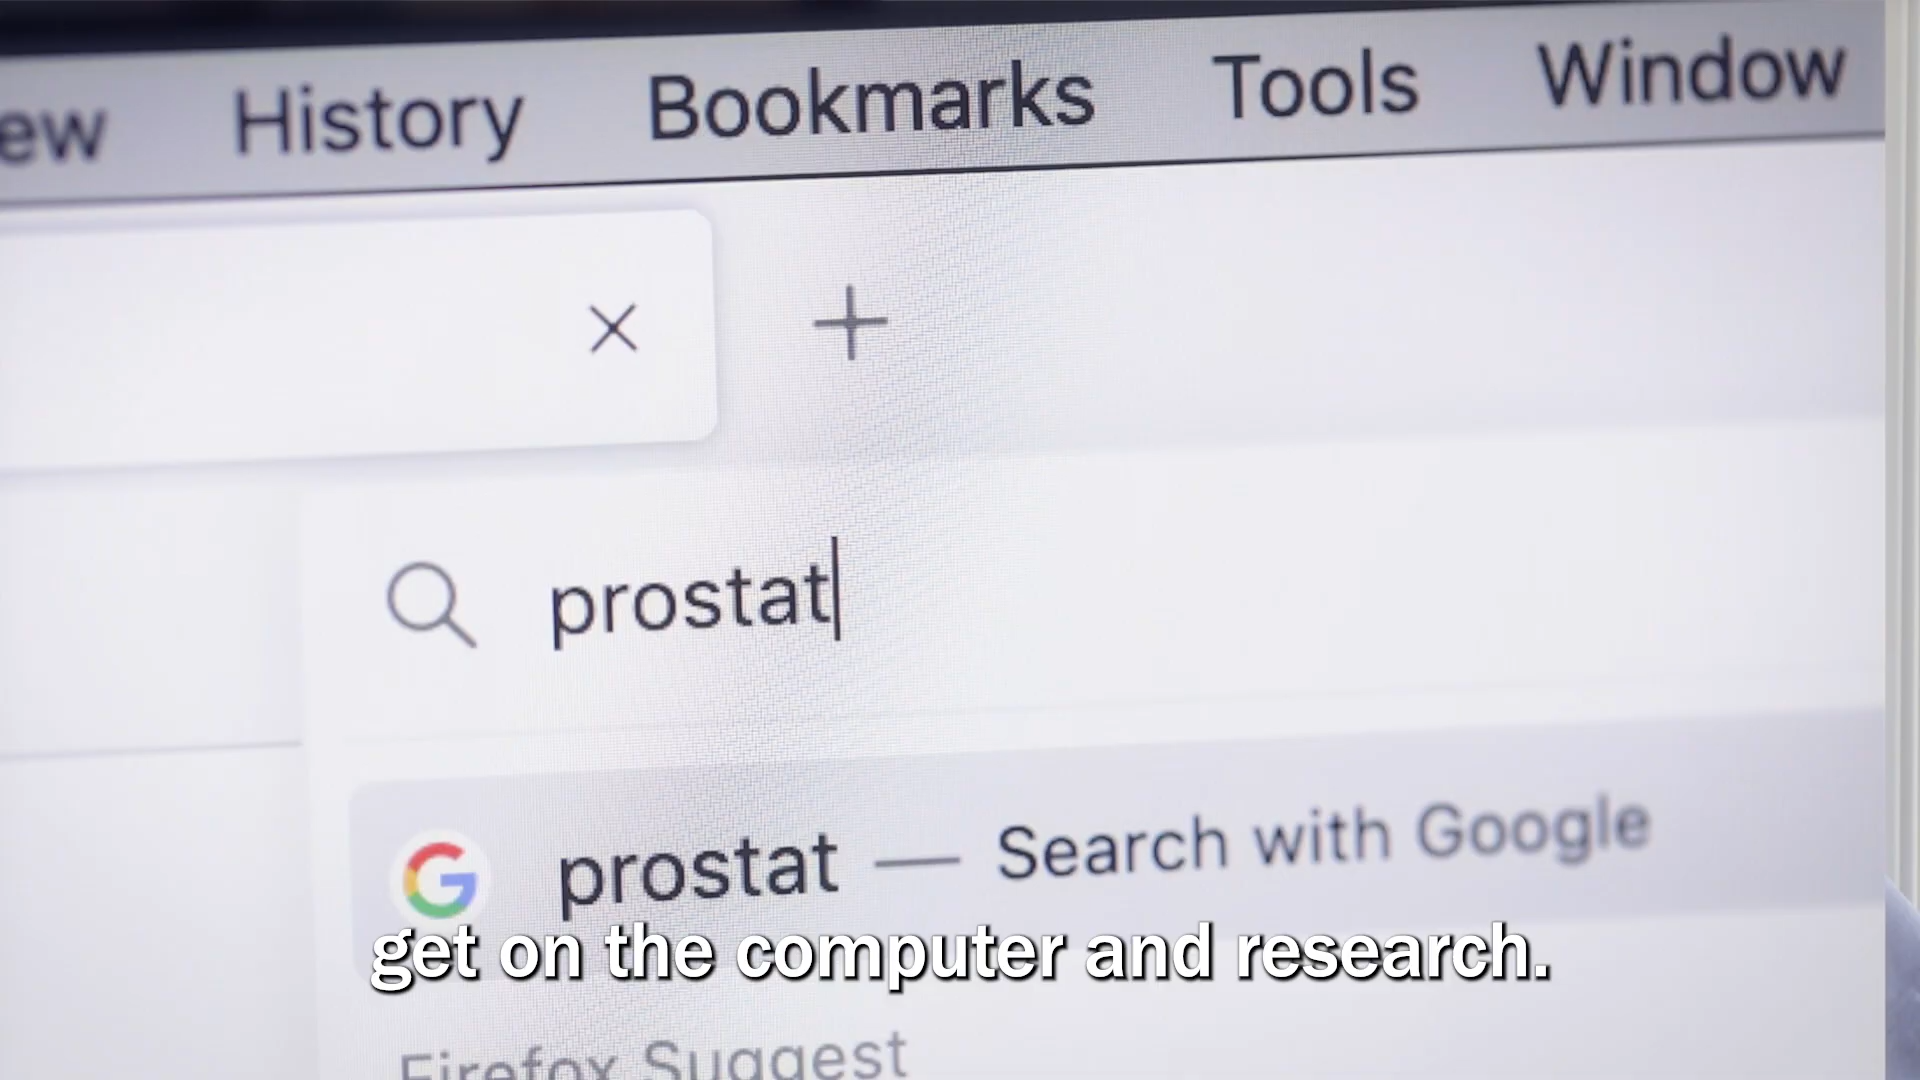 ew History Bookmarks Tools Window
prostat
prostat — Search with Google
get on the computer and research.
Firefox Suggest